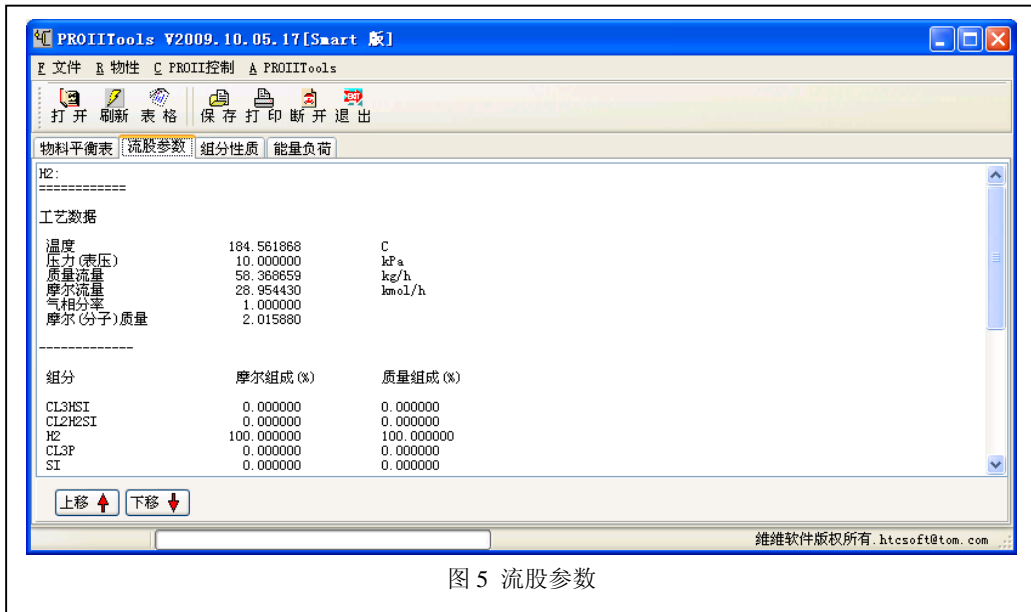 PROIITools V2009.10.05.17[Smart 版]
F 文件 R 物性 C PROII控制 A PROIITools
打开 刷新 表格 保存 打印 断开 退出
物料平衡表 流股参数 组分性质 能量负荷
H2:
============
工艺数据
温度 184.561868 C
压力(表压) 10.000000 kPa
质量流量 58.368659 kg/h
摩尔流量 28.954430 kmol/h
气相分率 1.000000
摩尔(分子)质量 2.015880
-------------
组分 摩尔组成(%) 质量组成(%)
CL3HSI 0.000000 0.000000
CL2H2SI 0.000000 0.000000
H2 100.000000 100.000000
CL3P 0.000000 0.000000
SI 0.000000 0.000000
上移 下移
維維软件版权所有.htcsoft@tom.com
图 5 流股参数